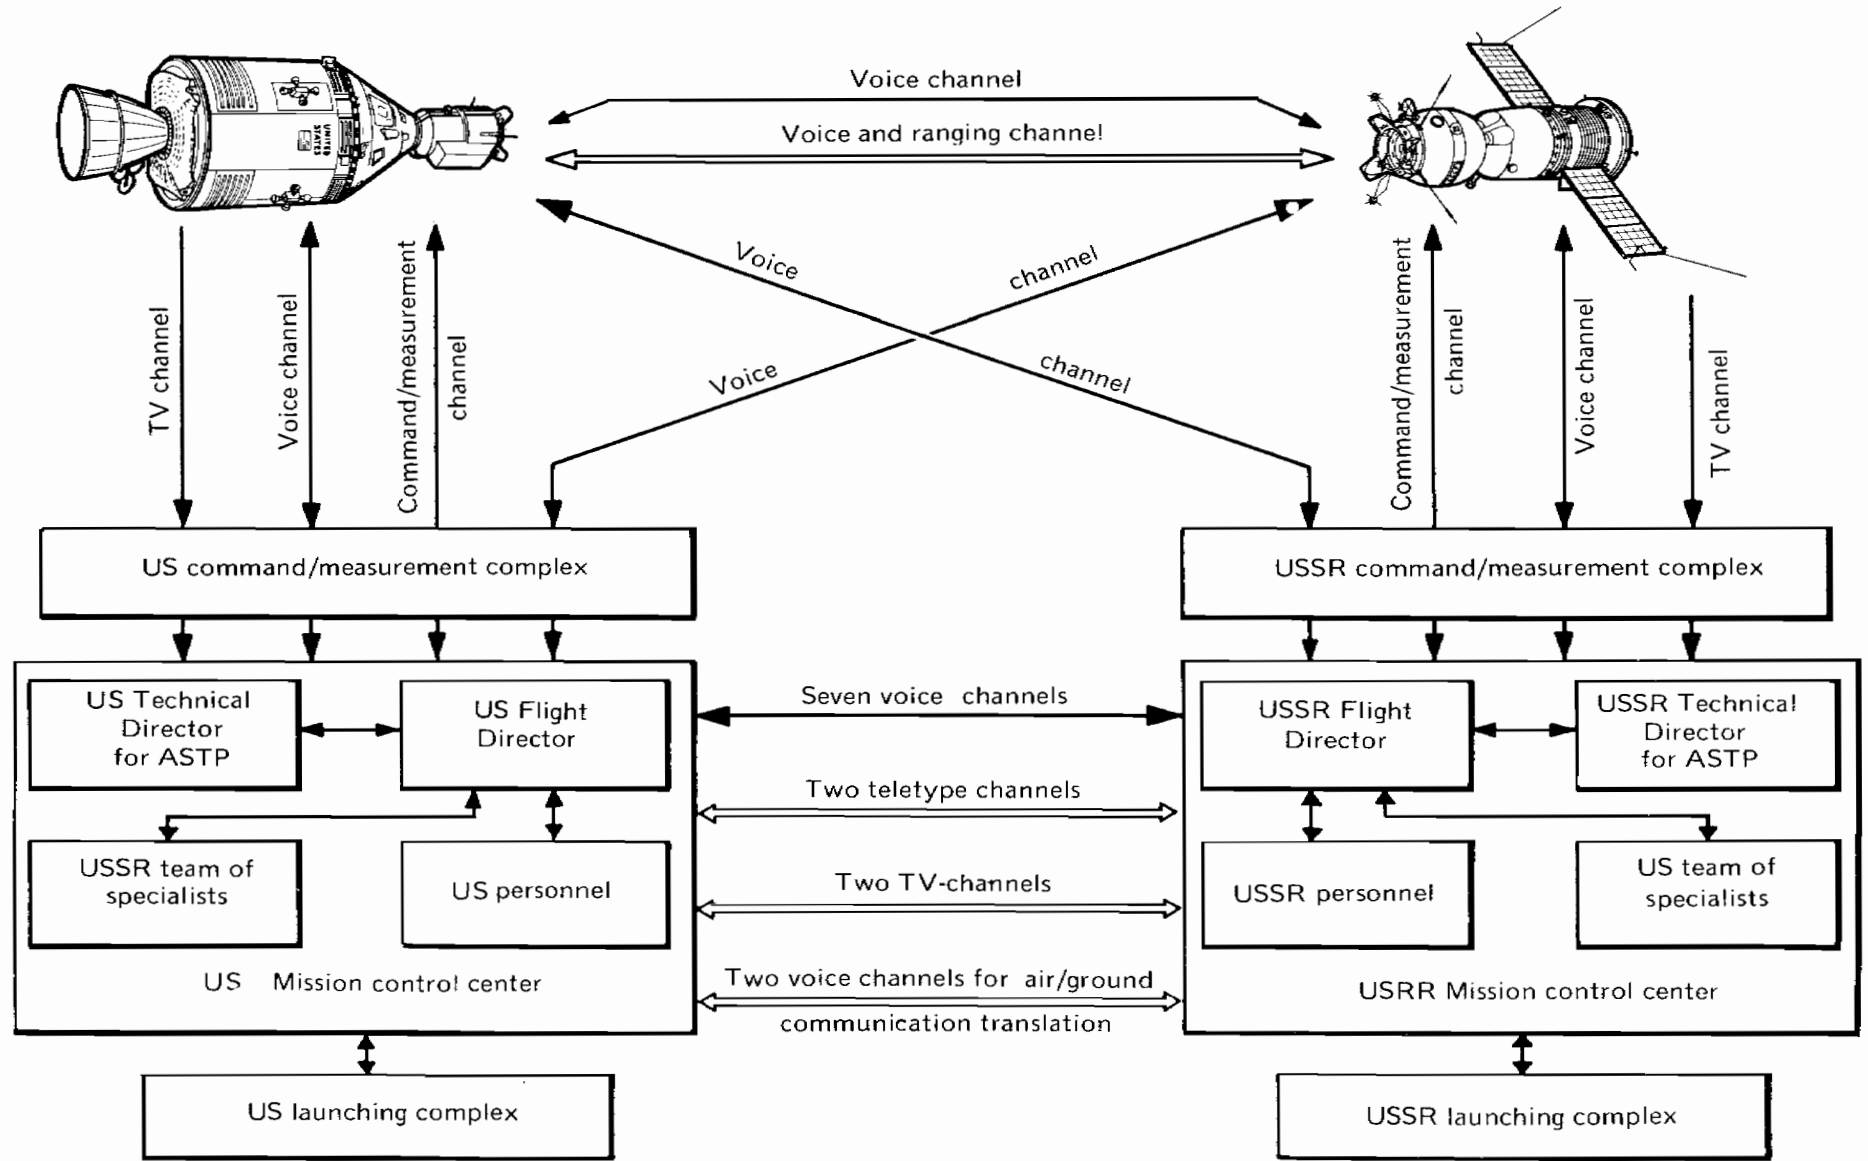 Voice channel
Voice and ranging channel!
UNITED
STATES
Voice
channel
Voice
channel
TV channel
Voice channel
Command/measurement
channel
Command/measurement
channel
Voice channel
TV channel
US command/measurement complex
USSR command/measurement complex
US Technical
Director
for ASTP
US Flight
Director
Seven voice channels
USSR Flight
Director
USSR Technical
Director
for ASTP
Two teletype channels
USSR team of
specialists
US personnel
Two TV-channels
USSR personnel
US team of
specialists
US Mission control center
Two voice channels for air/ground
communication translation
USRR Mission control center
US launching complex
USSR launching complex